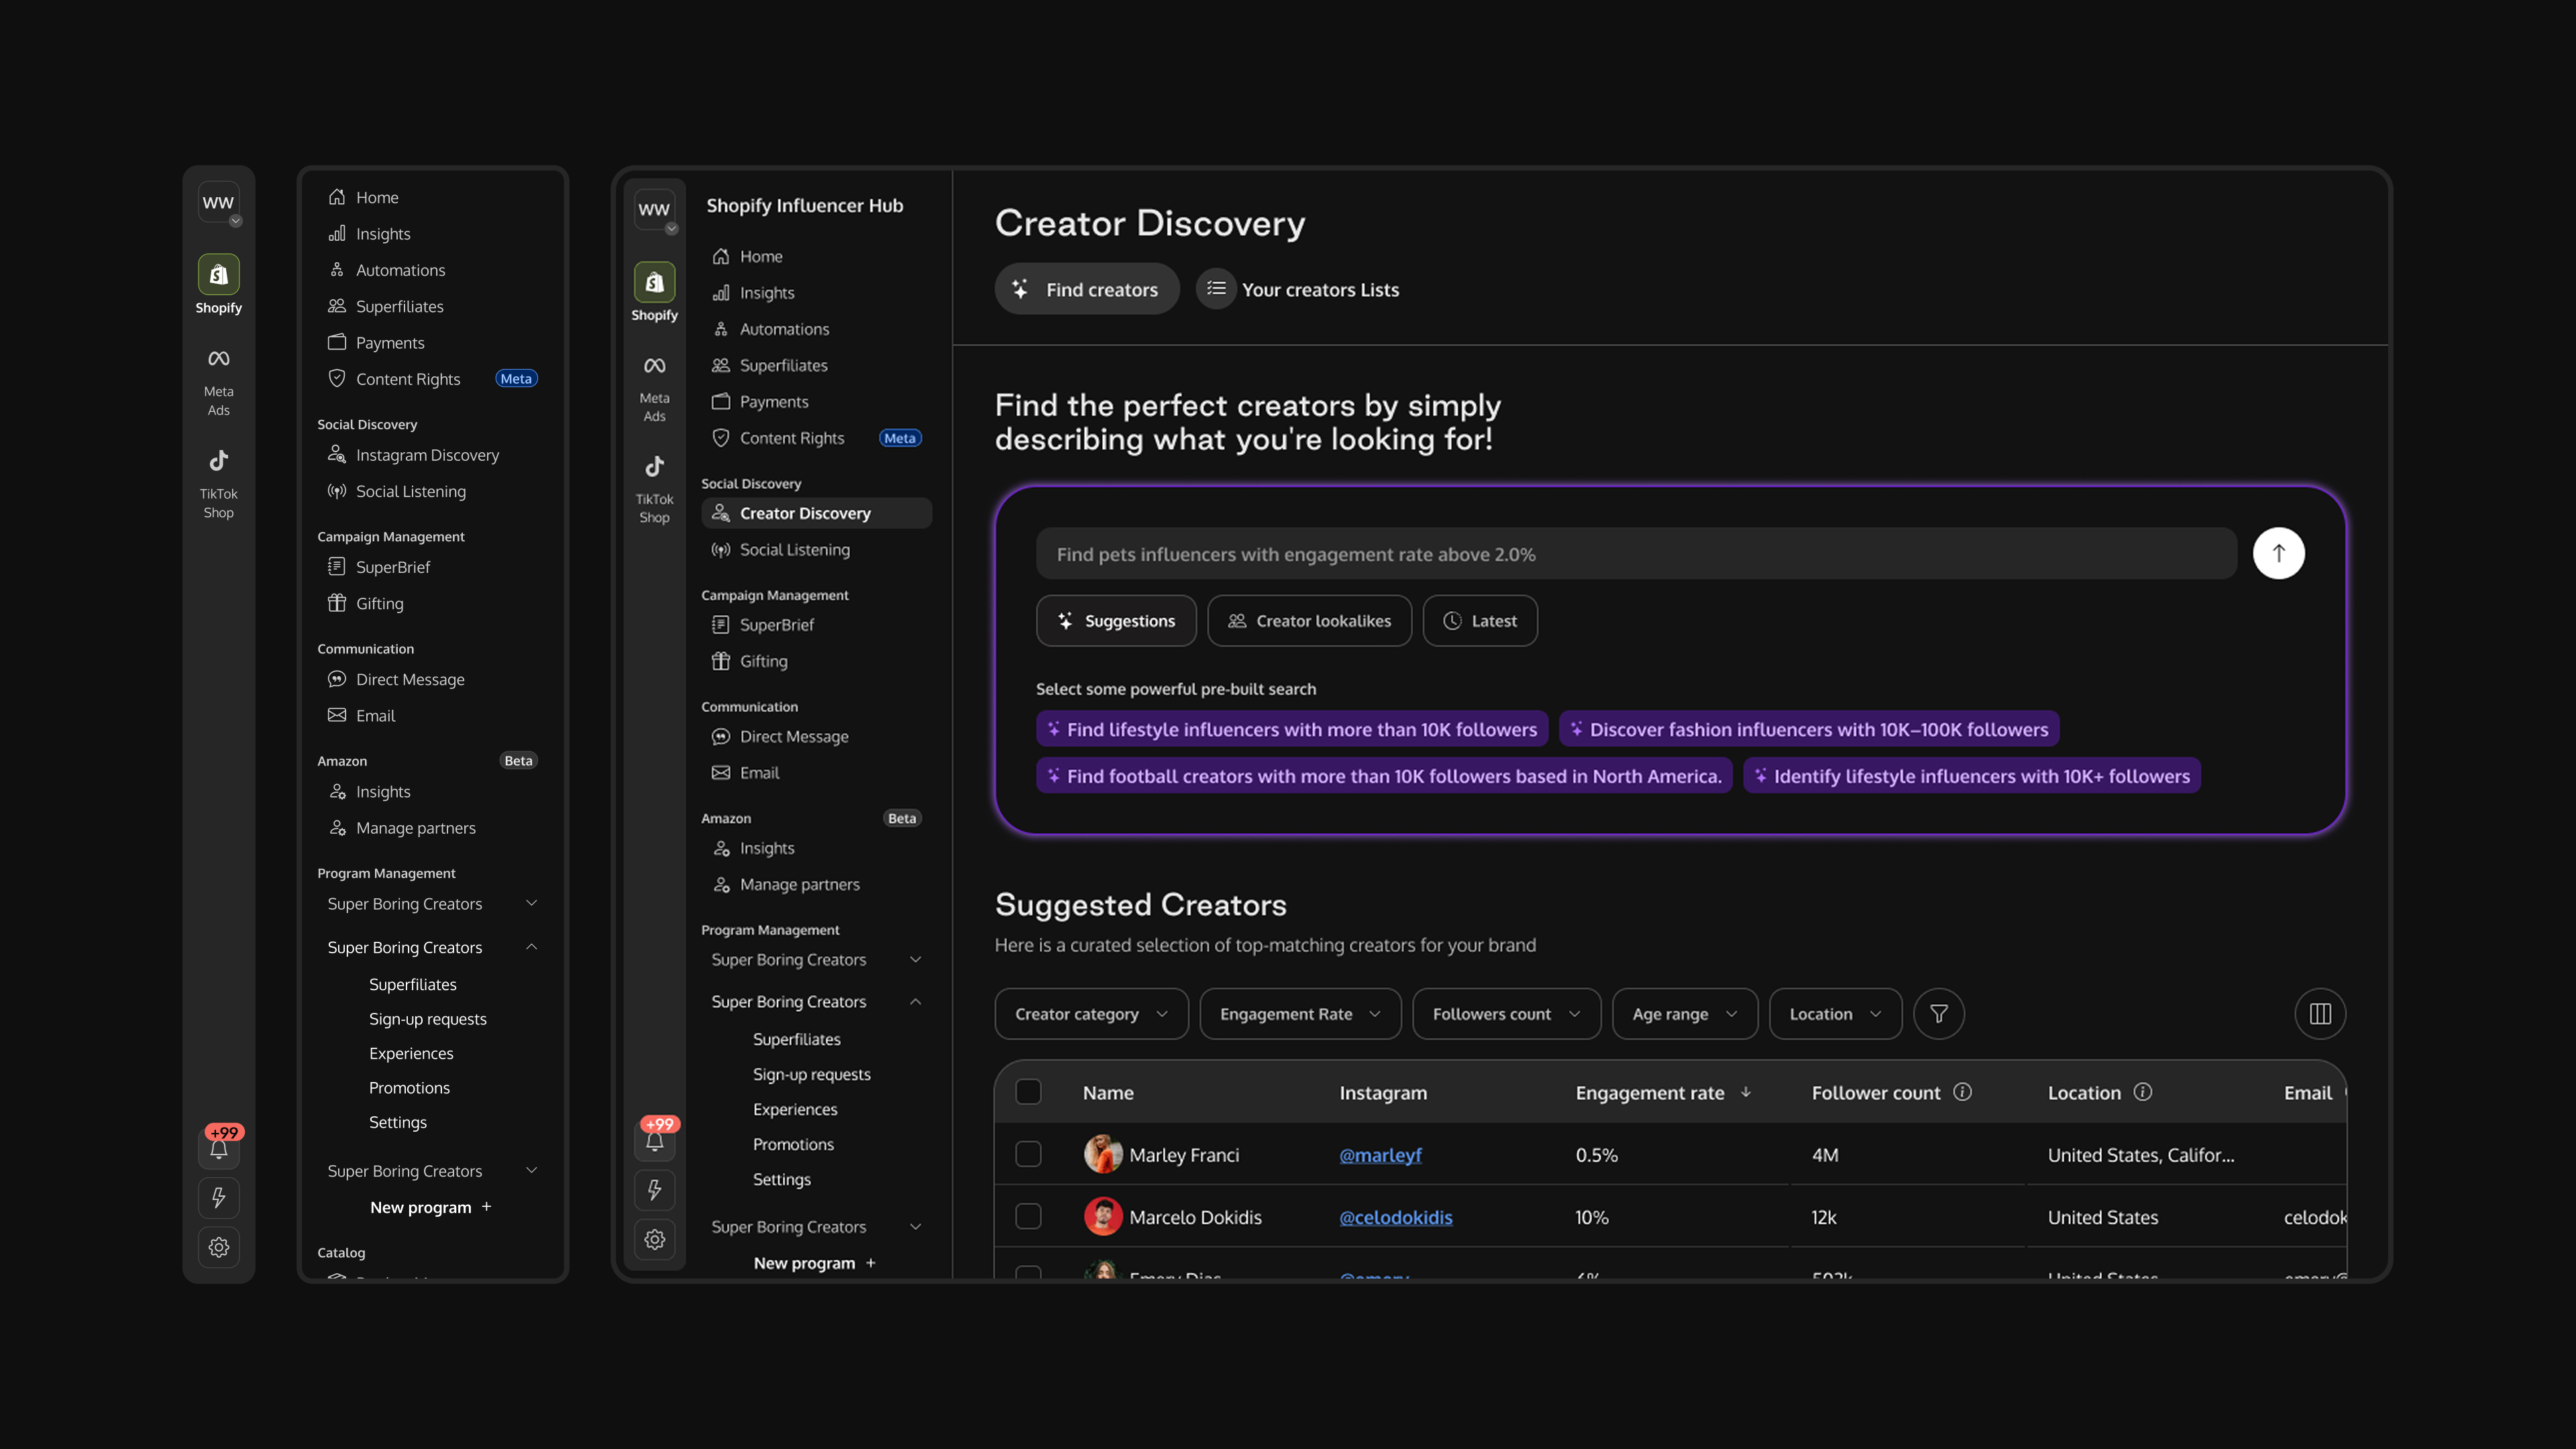 WW
Shopify
Meta
Ads
TikTok
Shop
+99
Home
Insights
Automations
Superfiliates
Payments
Content Rights Meta
Social Discovery
Instagram Discovery
Social Listening
Campaign Management
SuperBrief
Gifting
Communication
Direct Message
Email
Amazon Beta
Insights
Manage partners
Program Management
Super Boring Creators
Super Boring Creators
Superfiliates
Sign-up requests
Experiences
Promotions
Settings
Super Boring Creators
New program +
Catalog
WW
Shopify
Meta
Ads
TikTok
Shop
+99
Shopify Influencer Hub
Home
Insights
Automations
Superfiliates
Payments
Content Rights Meta
Social Discovery
Creator Discovery
Social Listening
Campaign Management
SuperBrief
Gifting
Communication
Direct Message
Email
Amazon Beta
Insights
Manage partners
Program Management
Super Boring Creators
Super Boring Creators
Superfiliates
Sign-up requests
Experiences
Promotions
Settings
Super Boring Creators
New program +
Creator Discovery
Find creators Your creators Lists
Find the perfect creators by simply
describing what you're looking for!
Find pets influencers with engagement rate above 2.0%
Suggestions Creator lookalikes Latest
Select some powerful pre-built search
Find lifestyle influencers with more than 10K followers Discover fashion influencers with 10K–100K followers
Find football creators with more than 10K followers based in North America. Identify lifestyle influencers with 10K+ followers
Suggested Creators
Here is a curated selection of top-matching creators for your brand
Creator category Engagement Rate Followers count Age range Location
Name Instagram Engagement rate Follower count Location Email
Marley Franci @marleyf 0.5% 4M United States, Califor...
Marcelo Dokidis @celodokidis 10% 12k United States celodok
United States